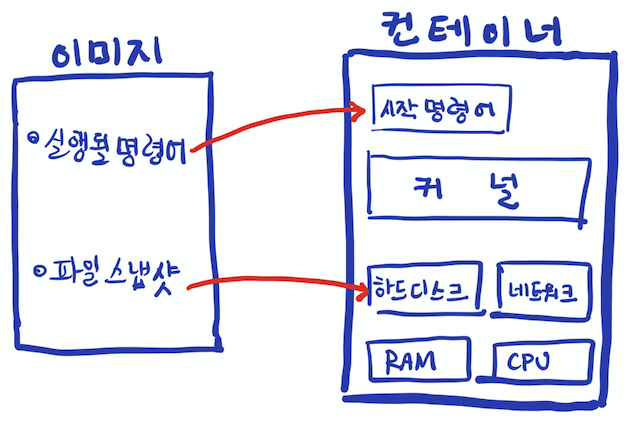 이미지
실행될 명령어
파일 스냅샷
컨테이너
시작 명령어
커널
하드디스크
네트워크
RAM
CPU